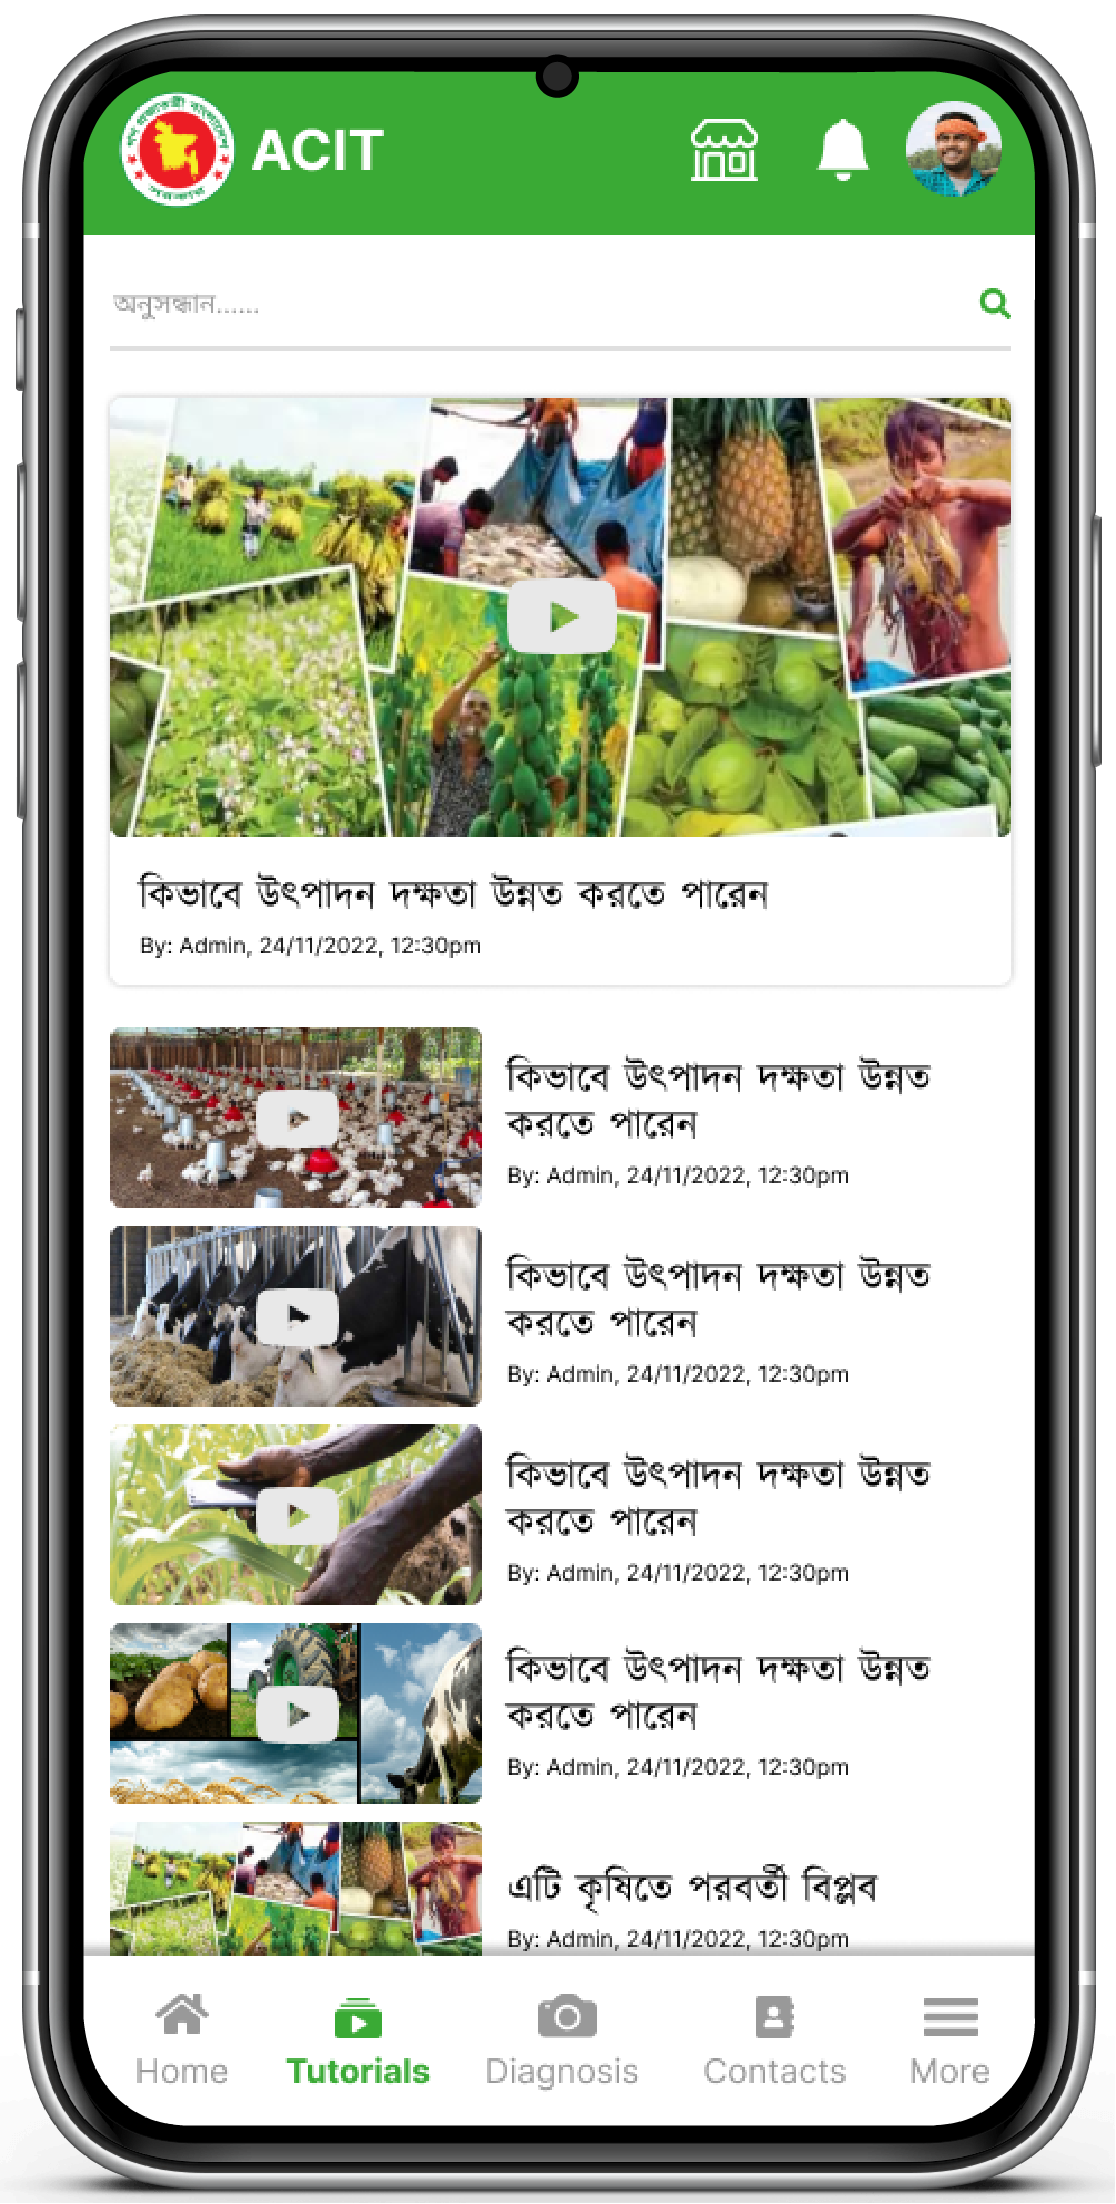 ACIT
অনুসন্ধান......
কিভাবে উৎপাদন দক্ষতা উন্নত করতে পারেন
By: Admin, 24/11/2022, 12:30pm
কিভাবে উৎপাদন দক্ষতা উন্নত
করতে পারেন
By: Admin, 24/11/2022, 12:30pm
কিভাবে উৎপাদন দক্ষতা উন্নত
করতে পারেন
By: Admin, 24/11/2022, 12:30pm
কিভাবে উৎপাদন দক্ষতা উন্নত
করতে পারেন
By: Admin, 24/11/2022, 12:30pm
কিভাবে উৎপাদন দক্ষতা উন্নত
করতে পারেন
By: Admin, 24/11/2022, 12:30pm
এটি কৃষিতে পরবর্তী বিপ্লব
By: Admin, 24/11/2022, 12:30pm
Home
Tutorials
Diagnosis
Contacts
More